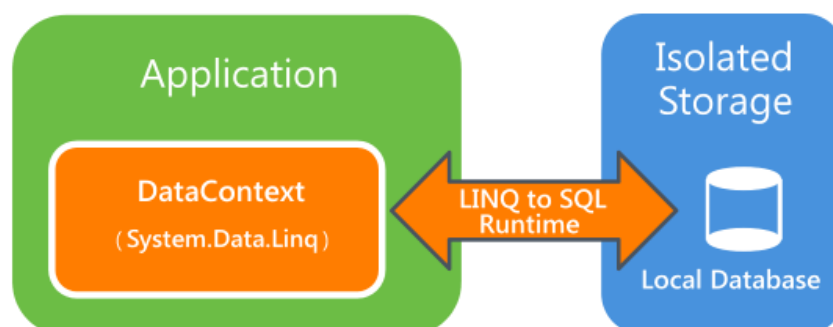 Application
DataContext
(System.Data.Linq)
LINQ to SQL
Runtime
Isolated
Storage
Local Database